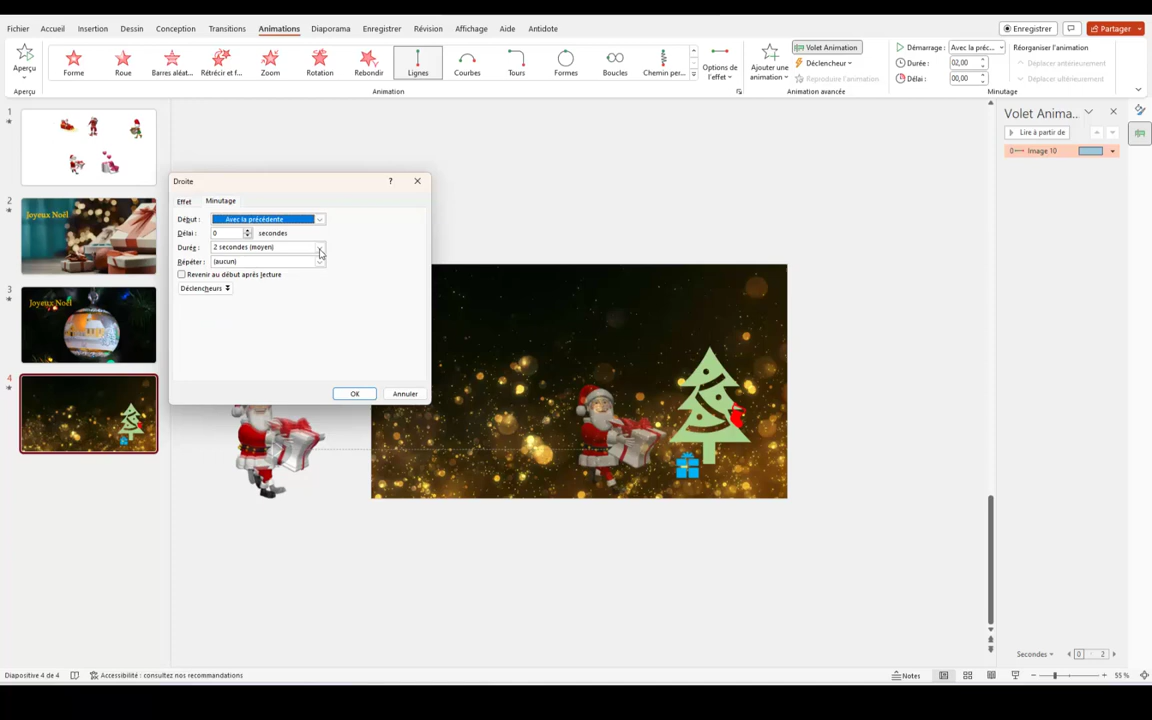 Fichier Accueil Insertion Dessin Conception Transitions Animations Diaporama Enregistrer Révision Affichage Aide Antidote
Enregistrer
Partager
Aperçu
Forme
Roue
Barres aléat...
Rétrécir et f...
Zoom
Rotation
Rebondir
Lignes
Courbes
Tours
Formes
Boucles
Chemin per...
Options de
l'effet
Ajouter une
animation
Volet Animation
Déclencheur
Reproduire l'animation
Démarrage : Avec la préc...
Durée : 02,00
Délai : 00,00
Réorganiser l'animation
Déplacer antérieurement
Déplacer ultérieurement
Aperçu
Animation
Animation avancée
Minutage
1
2
Joyeux Noël
3
Joyeux Noël
4
Droite
?
Effet Minutage
Début : Avec la précédente
Délai : 0 secondes
Durée : 2 secondes (moyen)
Répéter : (aucun)
Revenir au début après lecture
Déclencheurs
OK Annuler
Volet Anima...
Lire à partir de
0 Image 10
Secondes 0 2
Diapositive 4 de 4
Accessibilité : consultez nos recommandations
Notes
55 %